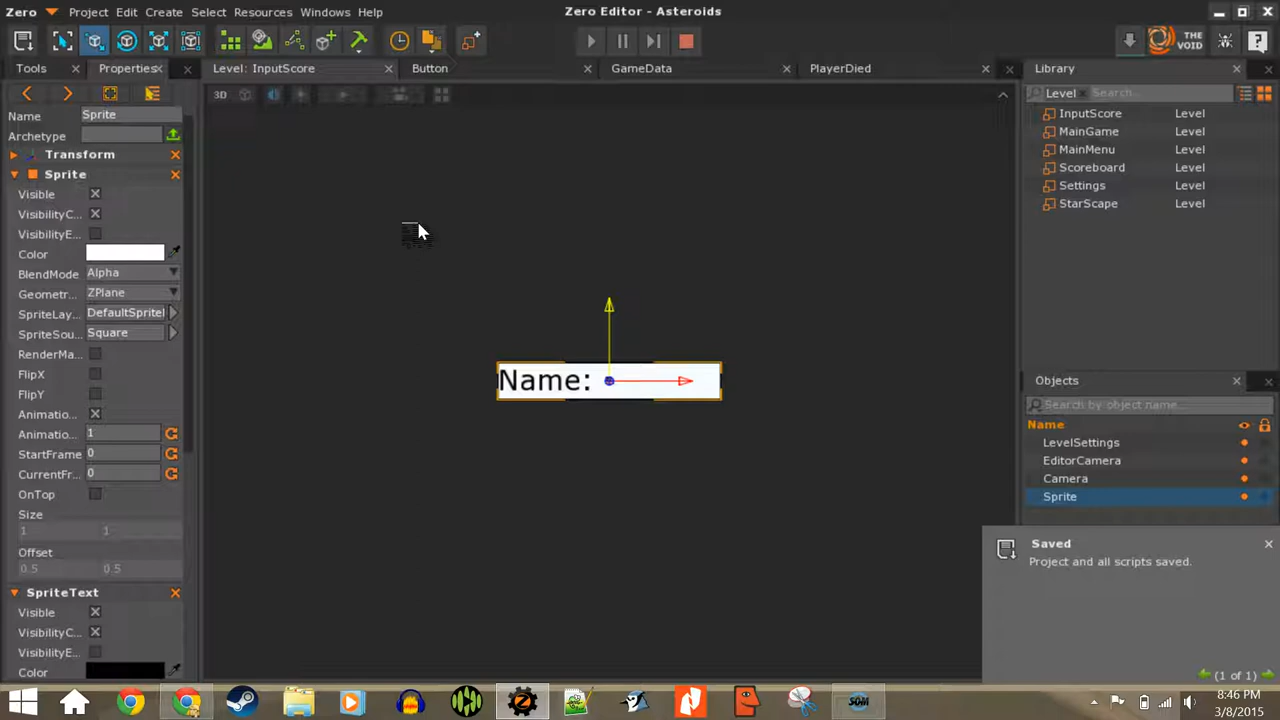 Zero Project Edit Create Select Resources Windows Help Zero Editor - Asteroids
THE VOID
Tools Properties Level: InputScore Button GameData PlayerDied Library
3D
Level Search...
Name Sprite
Archetype
Transform
Sprite
Visible
VisibilityC...
VisibilityE...
Color
BlendMode Alpha
Geometr... ZPlane
SpriteLay... DefaultSpriteL
SpriteSou... Square
RenderMa...
FlipX
FlipY
Animatio...
Animatio... 1
StartFrame 0
CurrentFr... 0
OnTop
Size
1 1
Offset
0.5 0.5
SpriteText
Visible
VisibilityC...
VisibilityE...
Color
Name:
InputScore Level
MainGame Level
MainMenu Level
Scoreboard Level
Settings Level
StarScape Level
Objects
Search by object name...
Name
LevelSettings
EditorCamera
Camera
Sprite
Saved
Project and all scripts saved.
(1 of 1)
SOM
8:46 PM
3/8/2015